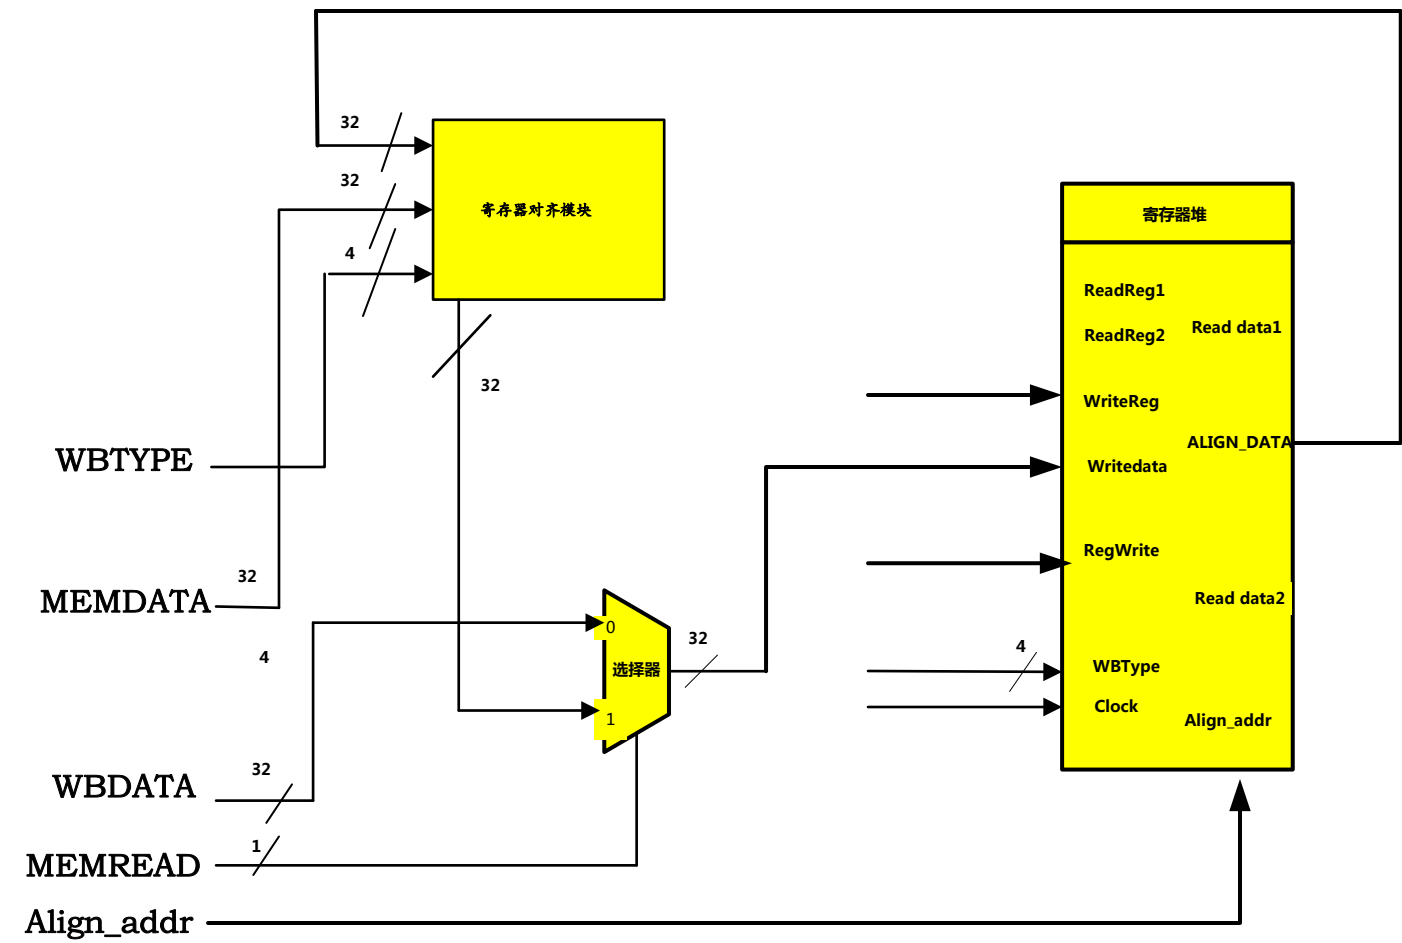 32
32
寄存器对齐模块
4
32
寄存器堆
ReadReg1
Read data1
ReadReg2
WriteReg
ALIGN_DATA
Writedata
RegWrite
Read data2
4
WBType
Clock
Align_addr
WBTYPE
32
MEMDATA
4
0
选择器
32
1
32
WBDATA
1
MEMREAD
Align_addr